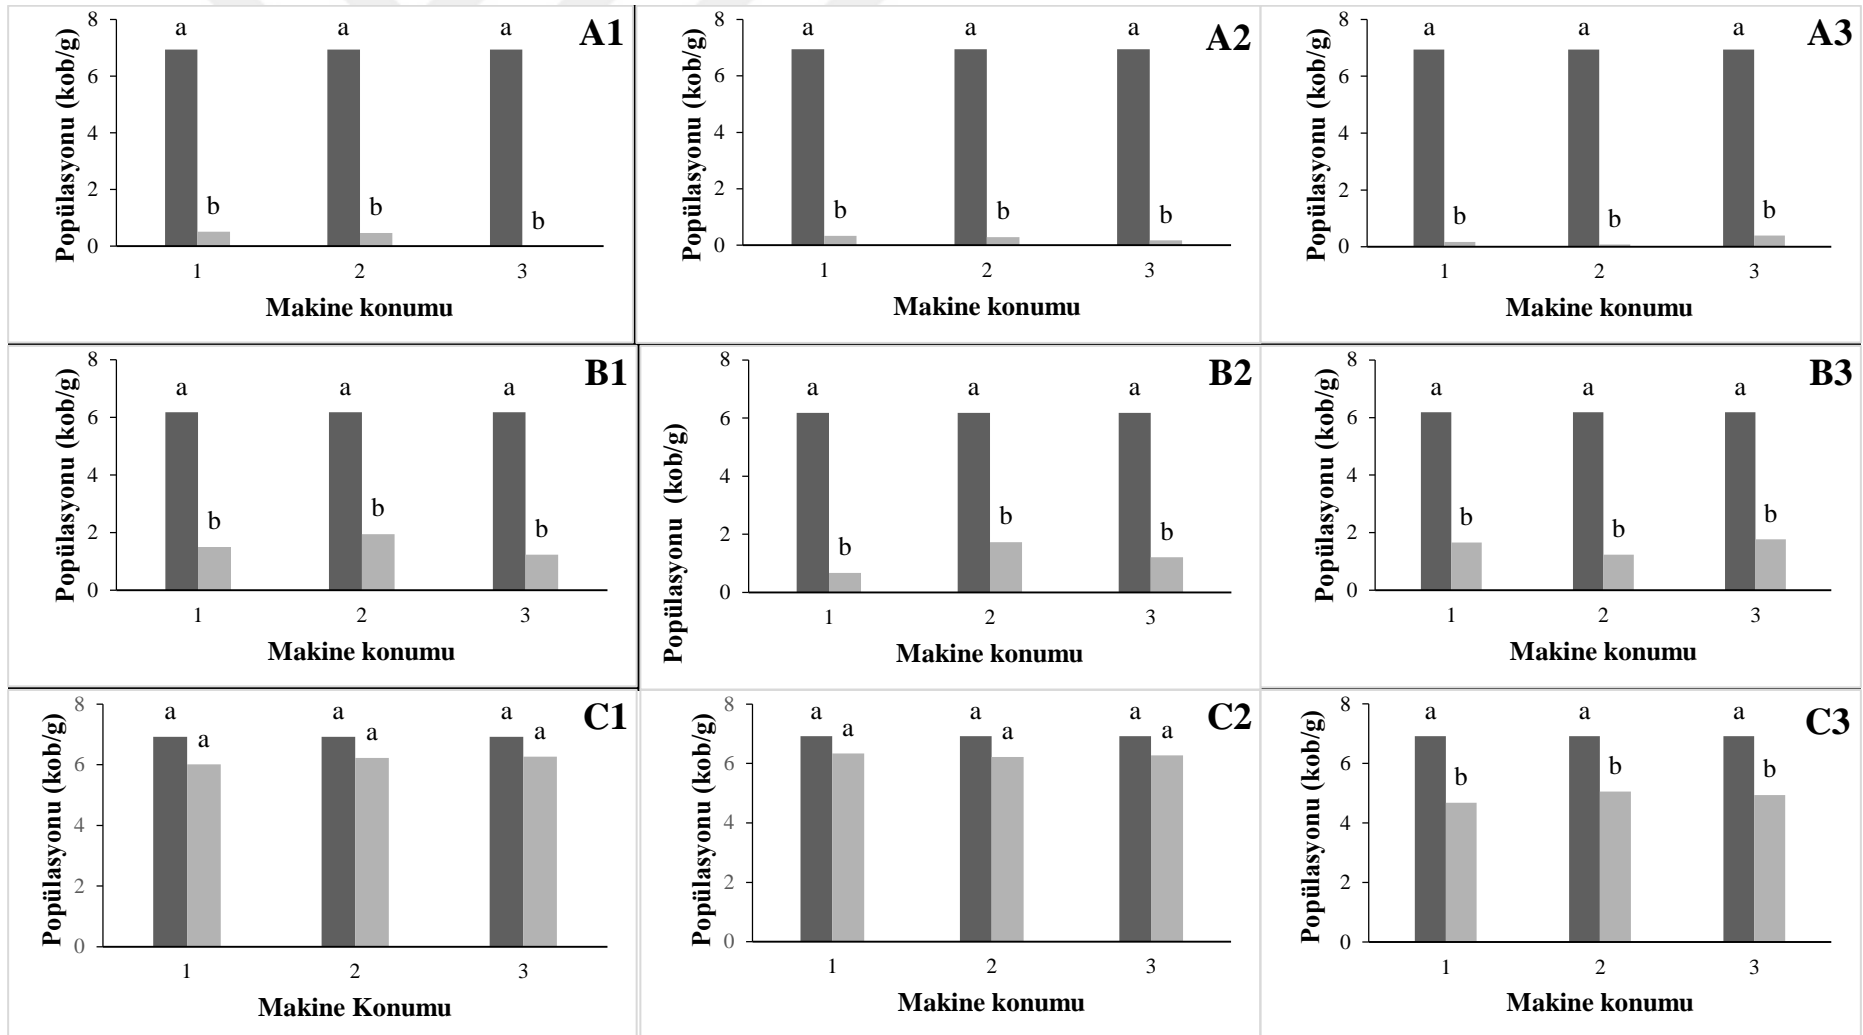 A1
Popülasyonu (kob/g)
8
6
4
2
0
a
a
a
b
b
b
1
2
3
Makine konumu
A2
Popülasyonu (kob/g)
8
6
4
2
0
a
a
a
b
b
b
1
2
3
Makine konumu
A3
Popülasyonu (kob/g)
8
6
4
2
0
a
a
a
b
b
b
1
2
3
Makine konumu
B1
Popülasyonu (kob/g)
8
6
4
2
0
a
a
a
b
b
b
1
2
3
Makine konumu
B2
Popülasyonu (kob/g)
8
6
4
2
0
a
a
a
b
b
b
1
2
3
Makine konumu
B3
Popülasyonu (kob/g)
8
6
4
2
0
a
a
a
b
b
b
1
2
3
Makine konumu
C1
Popülasyonu (kob/g)
8
6
4
2
0
a
a
a
a
a
a
1
2
3
Makine Konumu
C2
Popülasyonu (kob/g)
8
6
4
2
0
a
a
a
a
a
a
1
2
3
Makine konumu
C3
Popülasyonu (kob/g)
8
6
4
2
0
a
a
a
b
b
b
1
2
3
Makine konumu